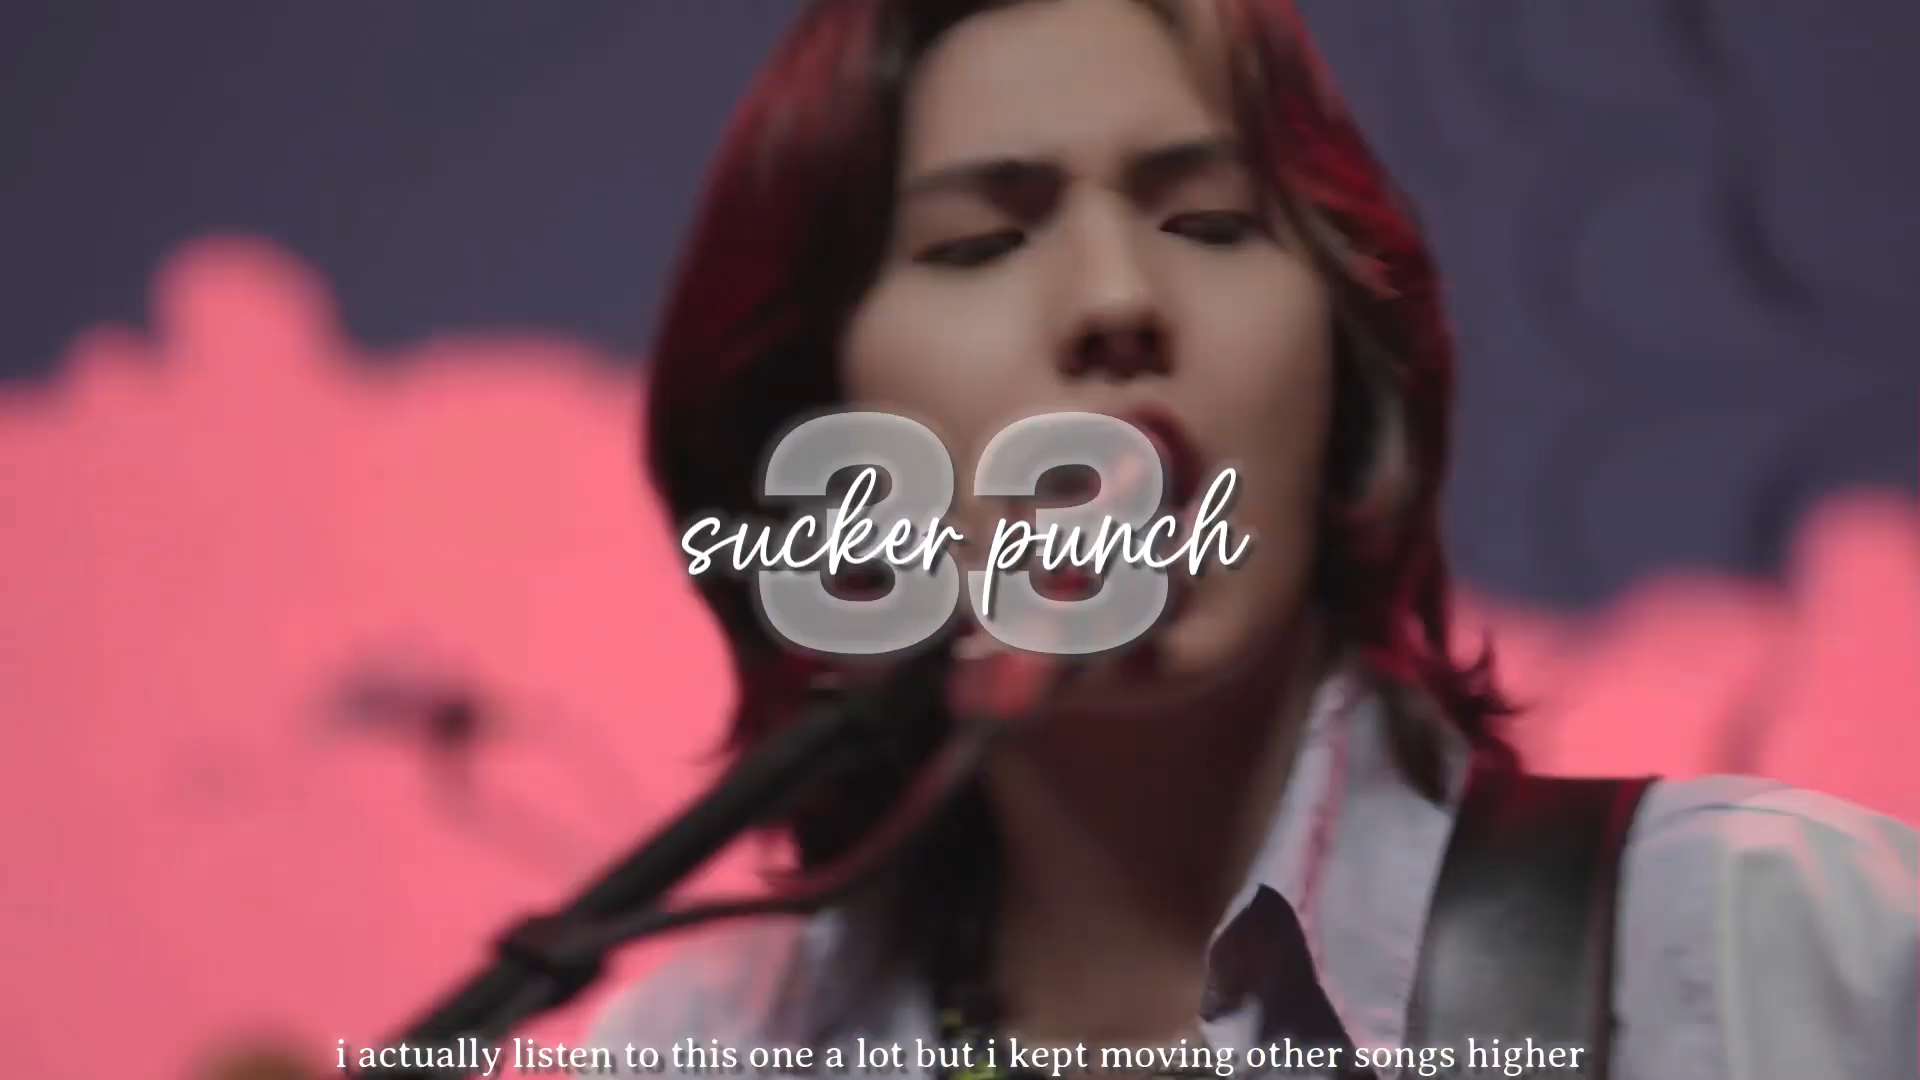 33
sucker punch
i actually listen to this one a lot but i kept moving other songs higher